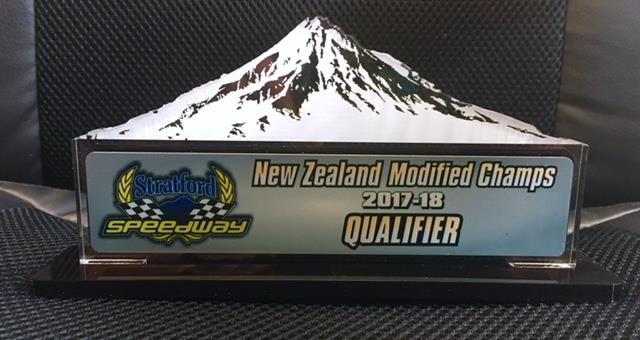 Stratford
SPEEDWAY
New Zealand Modified Champs
2017-18
QUALIFIER